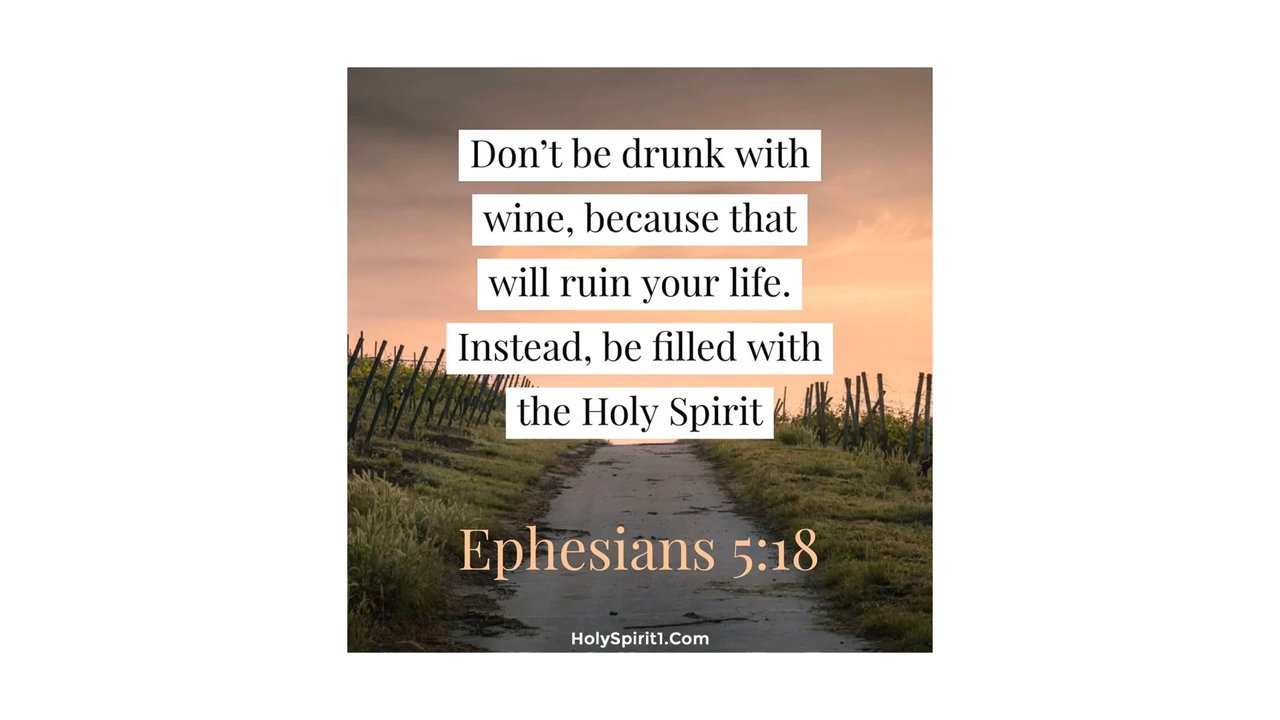 Don’t be drunk with
wine, because that
will ruin your life.
Instead, be filled with
the Holy Spirit
Ephesians 5:18
HolySpirit1.Com